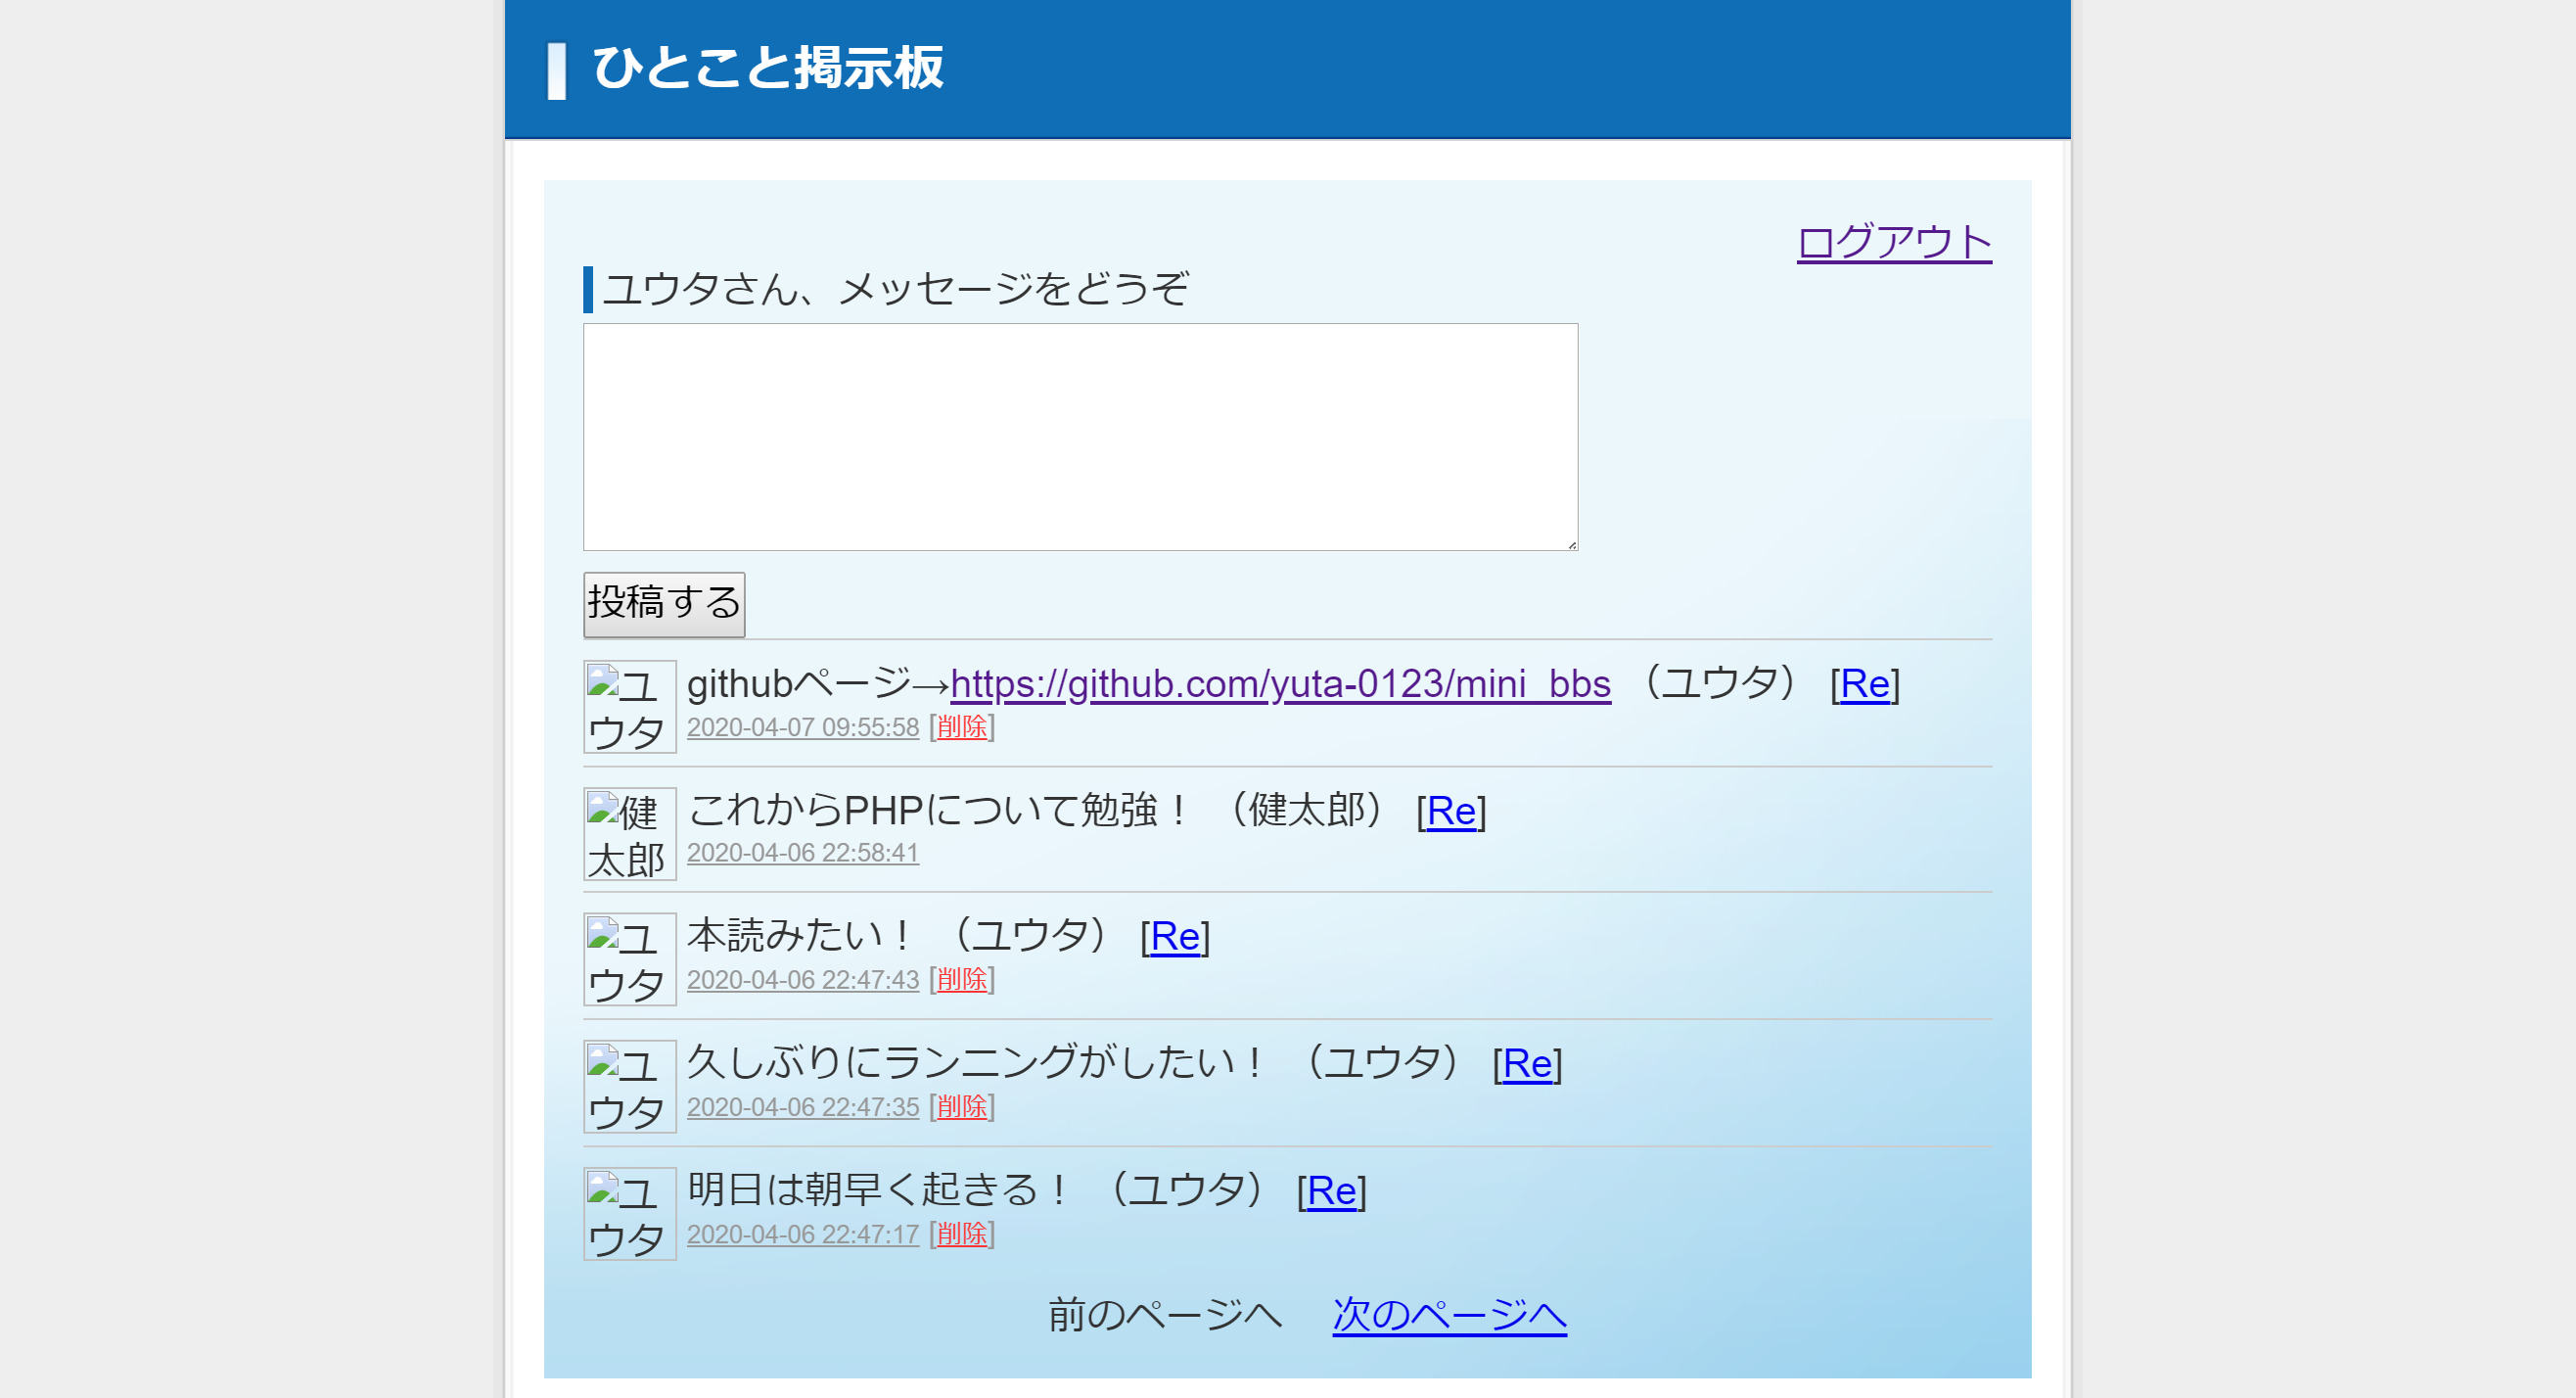 ひとこと掲示板
ログアウト
ユウタさん、メッセージをどうぞ
投稿する
ユ
ウタ
githubページ→https://github.com/yuta-0123/mini_bbs （ユウタ） [Re]
2020-04-07 09:55:58 [削除]
健
太郎
これからPHPについて勉強！ （健太郎） [Re]
2020-04-06 22:58:41
ユ
ウタ
本読みたい！ （ユウタ） [Re]
2020-04-06 22:47:43 [削除]
ユ
ウタ
久しぶりにランニングがしたい！ （ユウタ） [Re]
2020-04-06 22:47:35 [削除]
ユ
ウタ
明日は朝早く起きる！ （ユウタ） [Re]
2020-04-06 22:47:17 [削除]
前のページへ 次のページへ